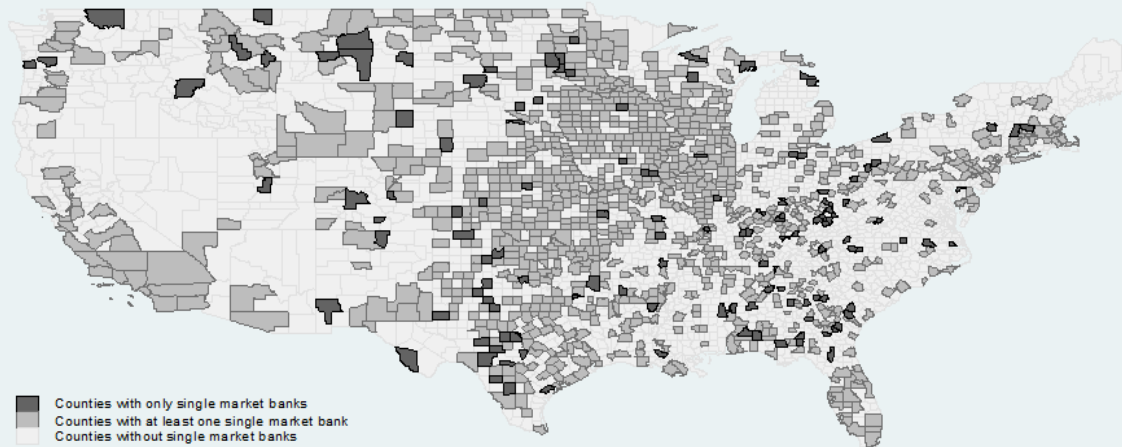 Counties with only single market banks
Counties with at least one single market bank
Counties without single market banks